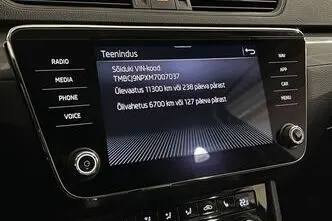 Teenindus
RADIO
MEDIA
PHONE
VOICE
Sõiduki VIN-kood:
TMBCJ9NPXM7007037
Ülevaatus 11300 km või 238 päeva pärast
Õlivahetus 6700 km või 127 päeva pärast
NAV
CAR
MENU